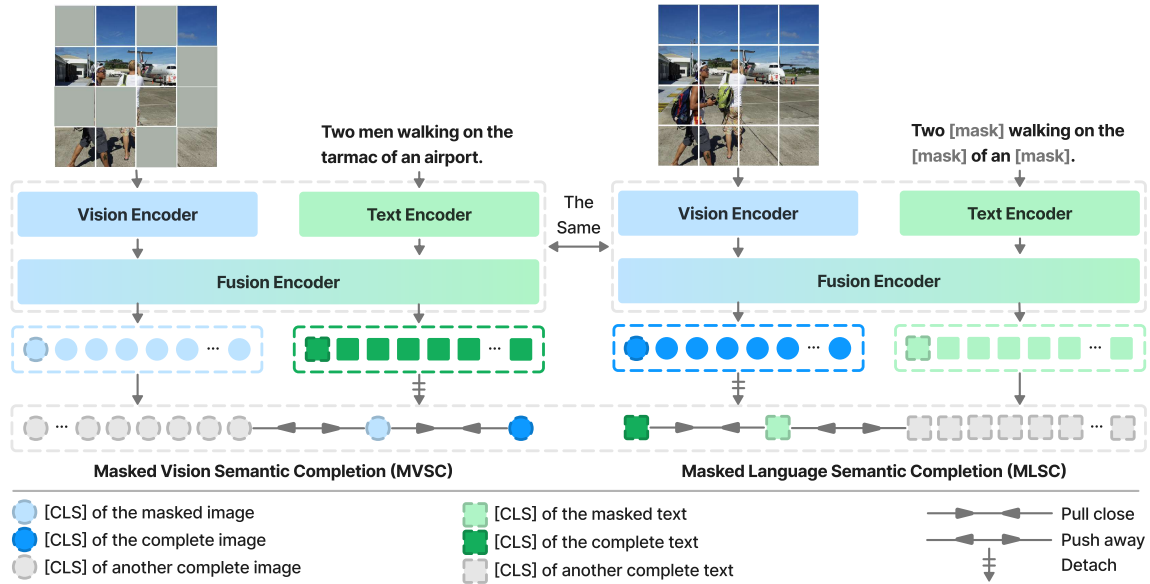 Two men walking on the
tarmac of an airport.
Two [mask] walking on the
[mask] of an [mask].
Vision Encoder
Text Encoder
The
Same
Vision Encoder
Text Encoder
Fusion Encoder
Fusion Encoder
...
...
...
...
...
...
Masked Vision Semantic Completion (MVSC)
Masked Language Semantic Completion (MLSC)
[CLS] of the masked image
[CLS] of the complete image
[CLS] of another complete image
[CLS] of the masked text
[CLS] of the complete text
[CLS] of another complete text
Pull close
Push away
Detach